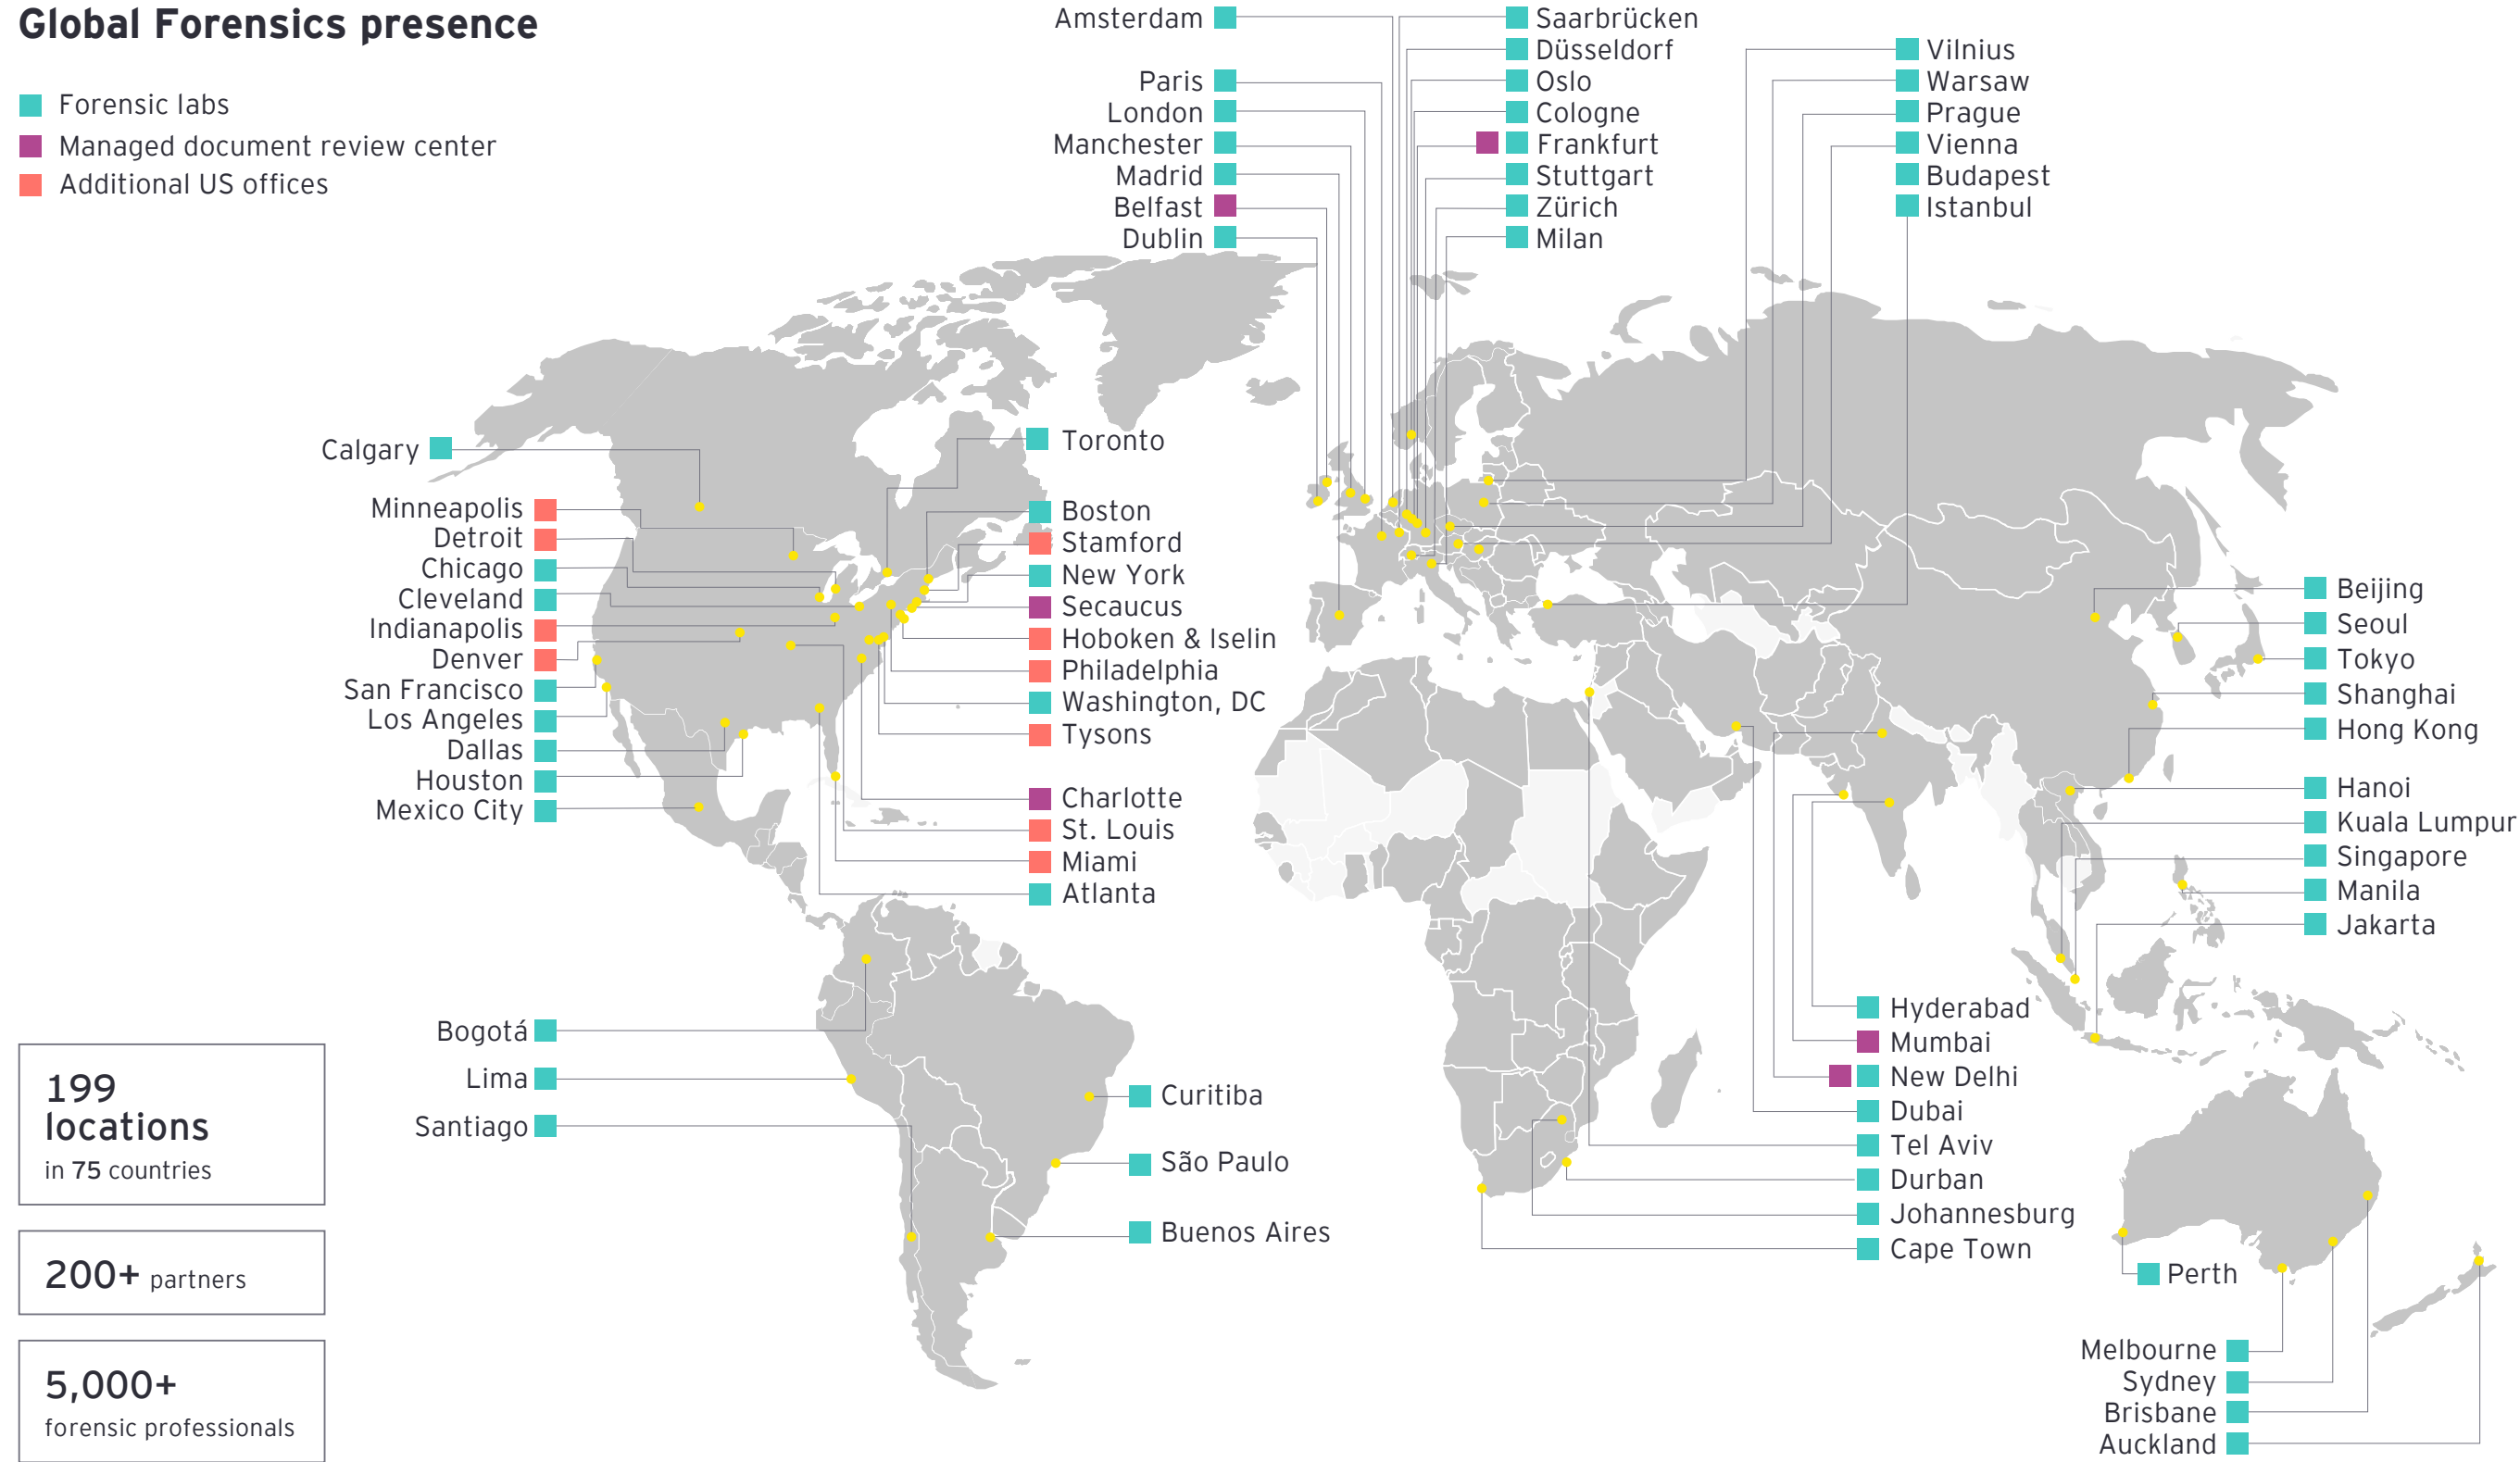 Global Forensics presence
Forensic labs
Managed document review center
Additional US offices
Amsterdam
Paris
London
Manchester
Madrid
Belfast
Dublin
Saarbrücken
Düsseldorf
Oslo
Cologne
Frankfurt
Stuttgart
Zürich
Milan
Vilnius
Warsaw
Prague
Vienna
Budapest
Istanbul
Calgary
Minneapolis
Detroit
Chicago
Cleveland
Indianapolis
Denver
San Francisco
Los Angeles
Dallas
Houston
Mexico City
Toronto
Boston
Stamford
New York
Secaucus
Hoboken & Iselin
Philadelphia
Washington, DC
Tysons
Charlotte
St. Louis
Miami
Atlanta
Beijing
Seoul
Tokyo
Shanghai
Hong Kong
Hanoi
Kuala Lumpur
Singapore
Manila
Jakarta
Bogotá
Lima
Santiago
Curitiba
São Paulo
Buenos Aires
Hyderabad
Mumbai
New Delhi
Dubai
Tel Aviv
Durban
Johannesburg
Cape Town
Perth
Melbourne
Sydney
Brisbane
Auckland
199
locations
in 75 countries
200+ partners
5,000+
forensic professionals